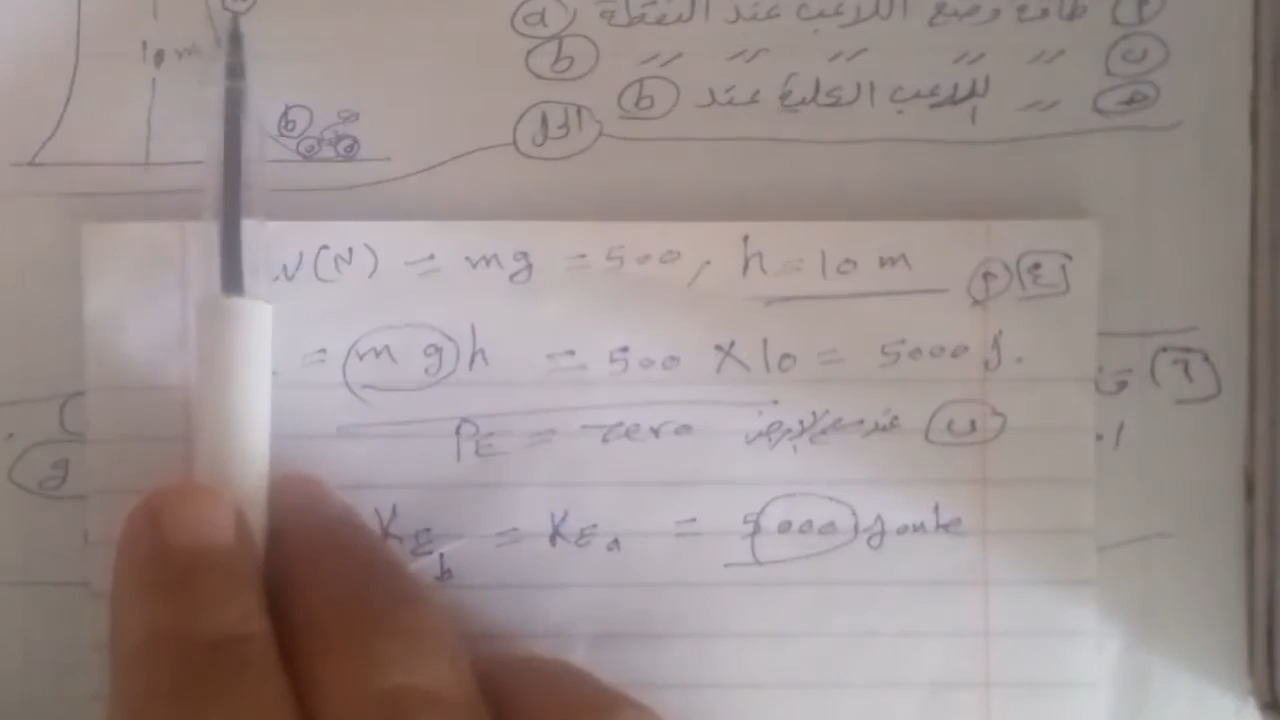 طاقة وضع اللاعب عند النقطة (a)
(ب) 〃 〃 〃 〃 〃 (b)
〃 للاعب الكلية عند (b)
الحل
10 m
b
W(N) = mg = 500, h = 10 m
= mgh = 500 X 10 = 5000 J.
(ب) عند سطح الأرض PE = zero
KEb = KEa = 5000 Joule